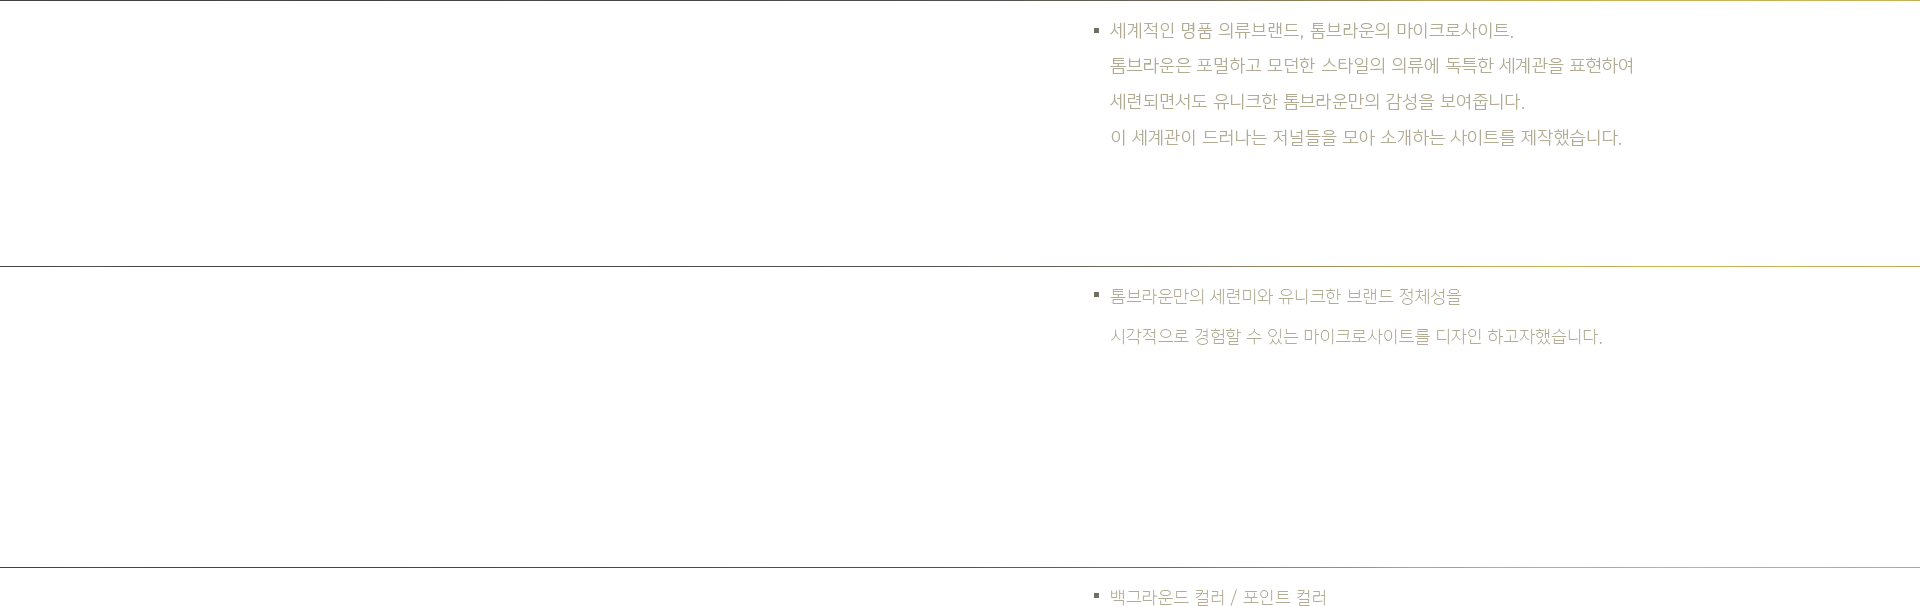 ▪ 세계적인 명품 의류브랜드, 톰브라운의 마이크로사이트.
톰브라운은 포멀하고 모던한 스타일의 의류에 독특한 세계관을 표현하여
세련되면서도 유니크한 톰브라운만의 감성을 보여줍니다.
이 세계관이 드러나는 저널들을 모아 소개하는 사이트를 제작했습니다.
▪ 톰브라운만의 세련미와 유니크한 브랜드 정체성을
시각적으로 경험할 수 있는 마이크로사이트를 디자인 하고자했습니다.
▪ 백그라운드 컬러 / 포인트 컬러